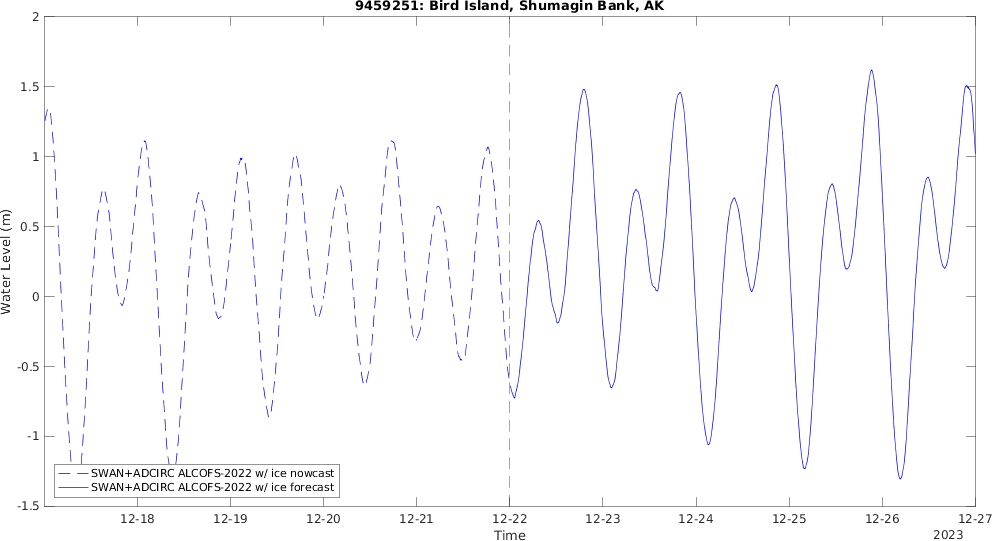 9459251: Bird Island, Shumagin Bank, AK
2
1.5
1
0.5
0
-0.5
-1
-1.5
Water Level (m)
SWAN+ADCIRC ALCOFS-2022 w/ ice nowcast
SWAN+ADCIRC ALCOFS-2022 w/ ice forecast
12-18 12-19 12-20 12-21 12-22 12-23 12-24 12-25 12-26 12-27
Time
2023